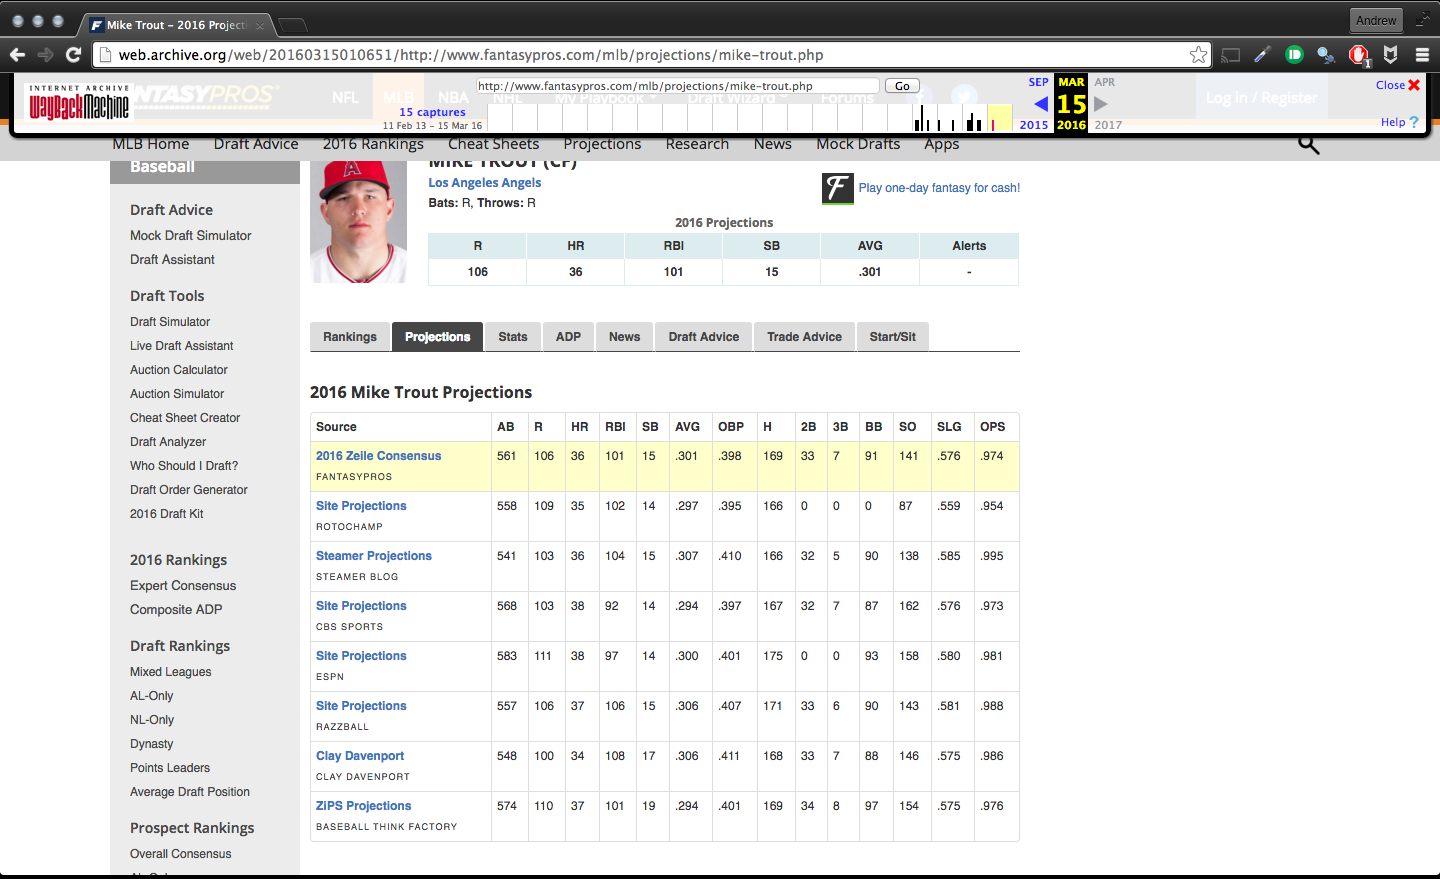 Mike Trout – 2016 Projecti
Andrew
web.archive.org/web/20160315010651/http://www.fantasypros.com/mlb/projections/mike-trout.php
INTERNET ARCHIVE
WayBackMachine
FANTASYPROS
NFL MLB NBA NHL My Playbook Draft Wizard Forums
Log in / Register
http://www.fantasypros.com/mlb/projections/mike-trout.php Go
15 captures
11 Feb 13 – 15 Mar 16
SEP MAR APR
15
2015 2016 2017
Close
Help ?
MLB Home Draft Advice 2016 Rankings Cheat Sheets Projections Research News Mock Drafts Apps
Baseball
Draft Advice
Mock Draft Simulator
Draft Assistant
Draft Tools
Draft Simulator
Live Draft Assistant
Auction Calculator
Auction Simulator
Cheat Sheet Creator
Draft Analyzer
Who Should I Draft?
Draft Order Generator
2016 Draft Kit
2016 Rankings
Expert Consensus
Composite ADP
Draft Rankings
Mixed Leagues
AL-Only
NL-Only
Dynasty
Points Leaders
Average Draft Position
Prospect Rankings
Overall Consensus
MIKE TROUT (CF)
Los Angeles Angels
Bats: R, Throws: R
Play one-day fantasy for cash!
2016 Projections
R HR RBI SB AVG Alerts
106 36 101 15 .301 -
Rankings Projections Stats ADP News Draft Advice Trade Advice Start/Sit
2016 Mike Trout Projections
Source AB R HR RBI SB AVG OBP H 2B 3B BB SO SLG OPS
2016 Zeile Consensus 561 106 36 101 15 .301 .398 169 33 7 91 141 .576 .974
FANTASYPROS
Site Projections 558 109 35 102 14 .297 .395 166 0 0 0 87 .559 .954
ROTOCHAMP
Steamer Projections 541 103 36 104 15 .307 .410 166 32 5 90 138 .585 .995
STEAMER BLOG
Site Projections 568 103 38 92 14 .294 .397 167 32 7 87 162 .576 .973
CBS SPORTS
Site Projections 583 111 38 97 14 .300 .401 175 0 0 93 158 .580 .981
ESPN
Site Projections 557 106 37 106 15 .306 .407 171 33 6 90 143 .581 .988
RAZZBALL
Clay Davenport 548 100 34 108 17 .306 .411 168 33 7 88 146 .575 .986
CLAY DAVENPORT
ZiPS Projections 574 110 37 101 19 .294 .401 169 34 8 97 154 .575 .976
BASEBALL THINK FACTORY